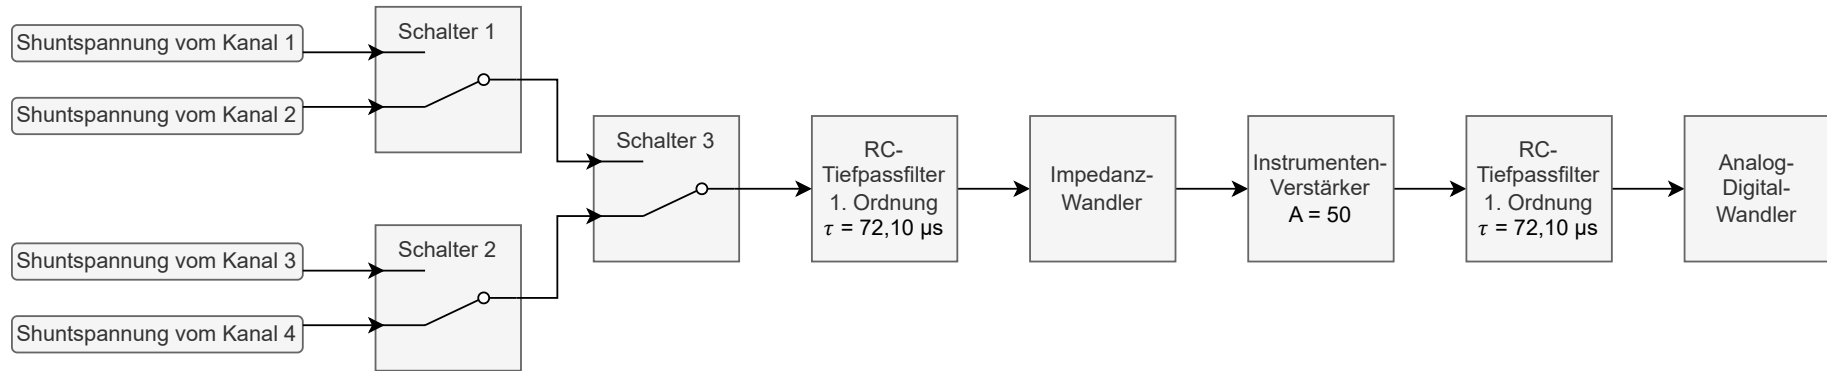 Shuntspannung vom Kanal 1
Shuntspannung vom Kanal 2
Schalter 1
Shuntspannung vom Kanal 3
Shuntspannung vom Kanal 4
Schalter 2
Schalter 3
RC-
Tiefpassfilter
1. Ordnung
τ = 72,10 µs
Impedanz-
Wandler
Instrumenten-
Verstärker
A = 50
RC-
Tiefpassfilter
1. Ordnung
τ = 72,10 µs
Analog-
Digital-
Wandler